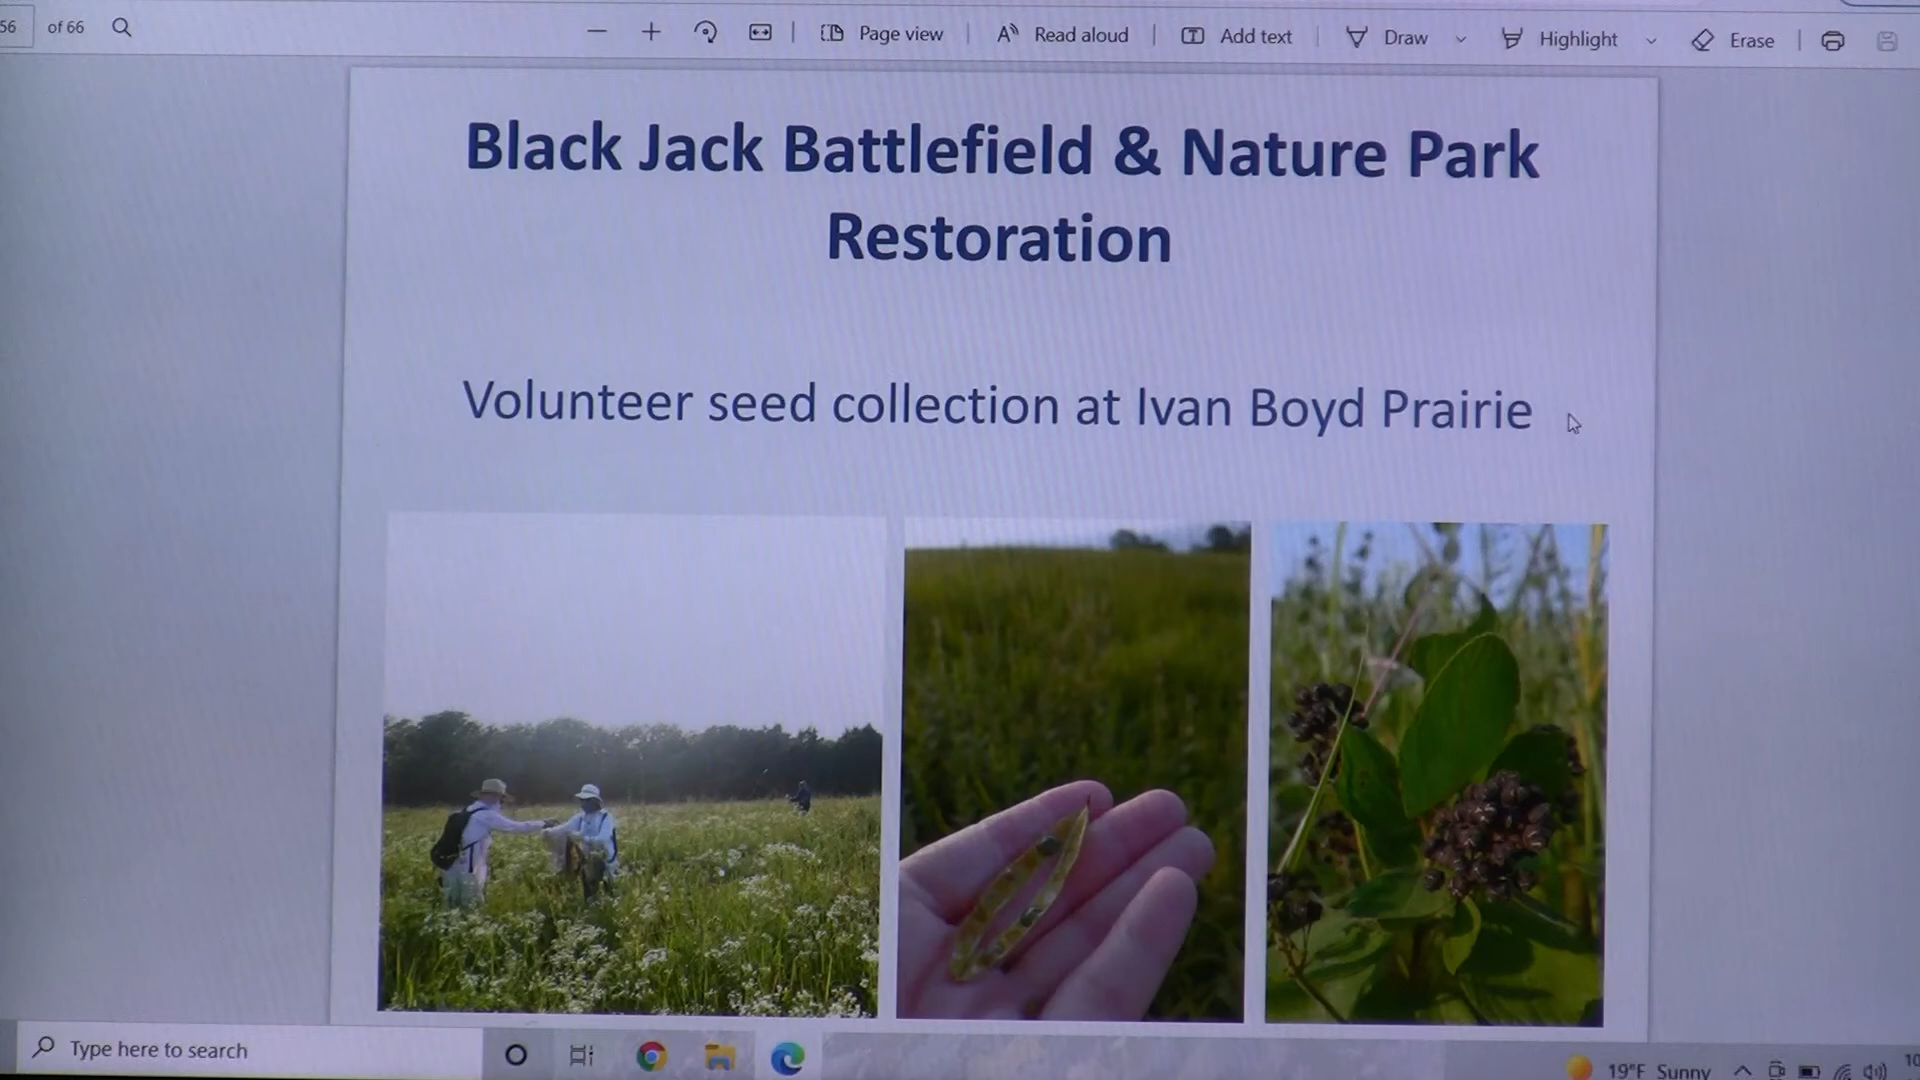 56 of 66 Page view Read aloud Add text Draw Highlight Erase
Black Jack Battlefield & Nature Park
Restoration
Volunteer seed collection at Ivan Boyd Prairie
Type here to search 19°F Sunny 10